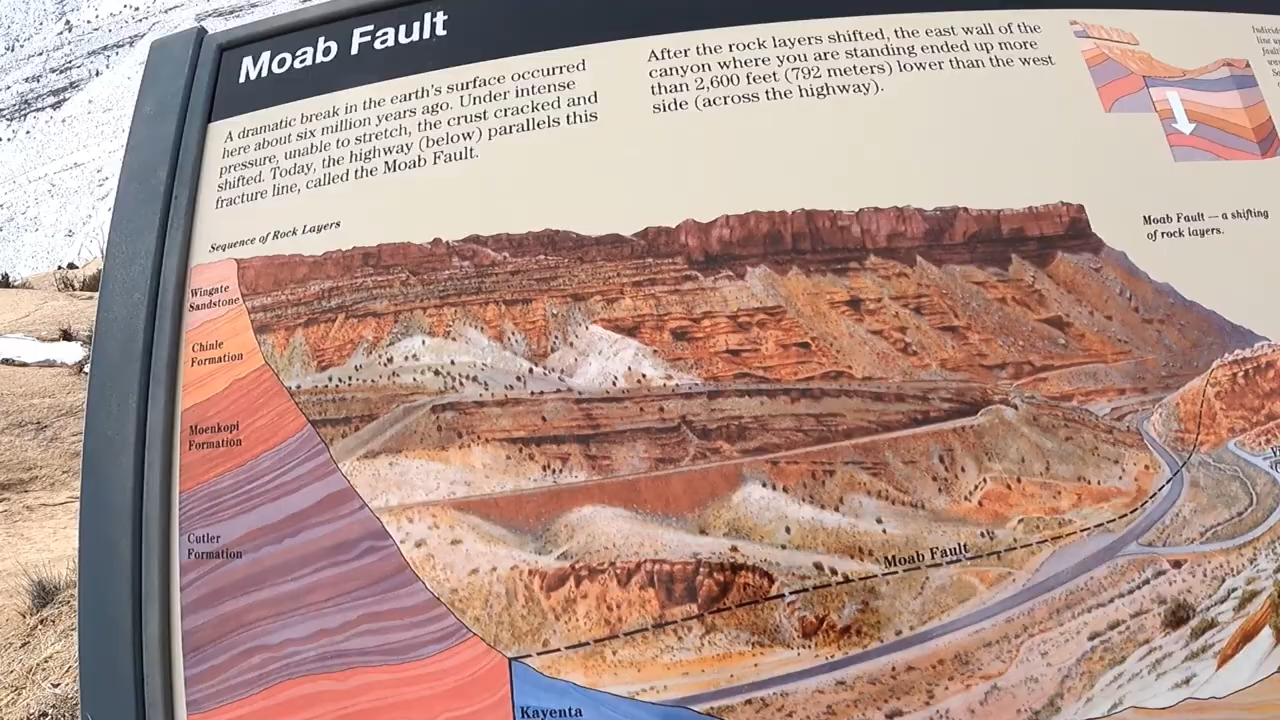 Moab Fault
A dramatic break in the earth's surface occurred
here about six million years ago. Under intense
pressure, unable to stretch, the crust cracked and
shifted. Today, the highway (below) parallels this
fracture line, called the Moab Fault.
After the rock layers shifted, the east wall of the
canyon where you are standing ended up more
than 2,600 feet (792 meters) lower than the west
side (across the highway).
Sequence of Rock Layers
Wingate
Sandstone
Chinle
Formation
Moenkopi
Formation
Cutler
Formation
Moab Fault — a shifting
of rock layers.
Moab Fault
Kayenta